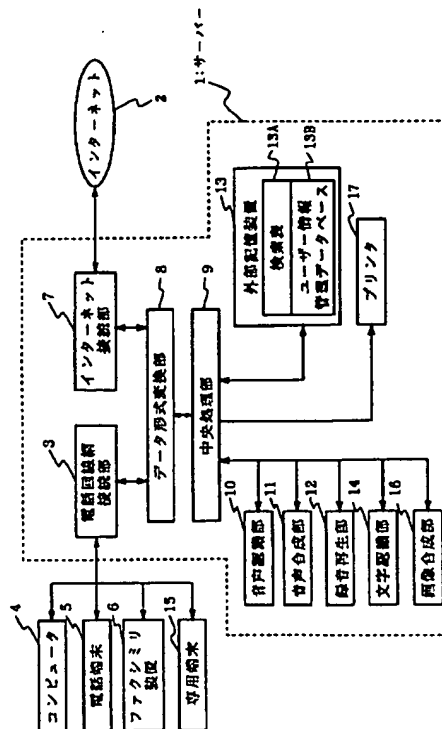 4
コンピュータ
5
電話端末
6
ファクシミリ
装置
15
専用端末
3
電話回線網
接続部
7
インターネット
接続部
インターネット
2
1:サーバー
8
データ形式変換部
9
中央処理部
13
外部記憶装置
検索表
13A
ユーザー情報
管理データベース
13B
17
プリンタ
10
音声認識部
11
音声合成部
12
録音再生部
14
文字認識部
16
画像合成部